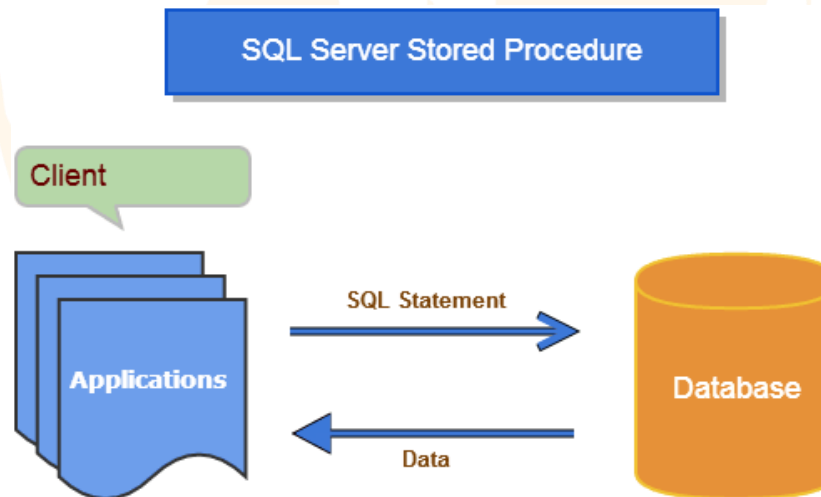 SQL Server Stored Procedure
Client
SQL Statement
Applications
Database
Data